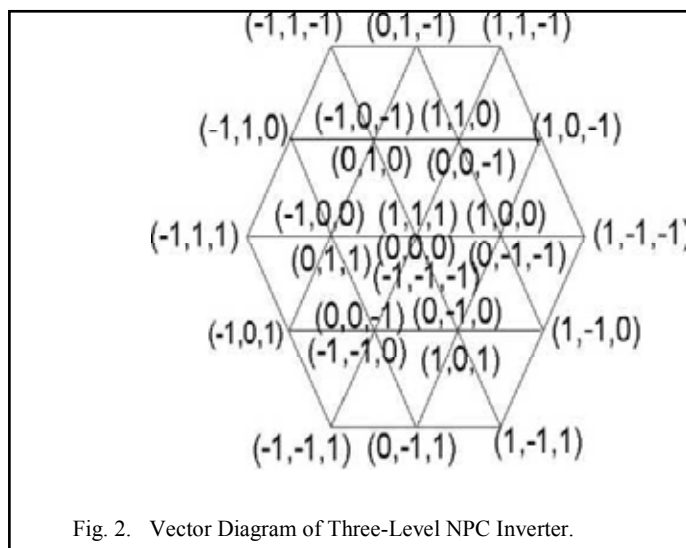 (-1,1,-1) (0,1,-1) (1,1,-1)
(-1,1,0) (-1,0,-1) (1,1,0) (1,0,-1)
(0,1,0) (0,0,-1)
(-1,0,0) (1,1,1) (1,0,0)
(-1,1,1) (0,1,1) (0,0,0) (0,-1,-1) (1,-1,-1)
(-1,-1,-1)
(0,0,-1) (0,-1,0)
(-1,0,1) (-1,-1,0) (1,0,1) (1,-1,0)
(-1,-1,1) (0,-1,1) (1,-1,1)
Fig. 2. Vector Diagram of Three-Level NPC Inverter.